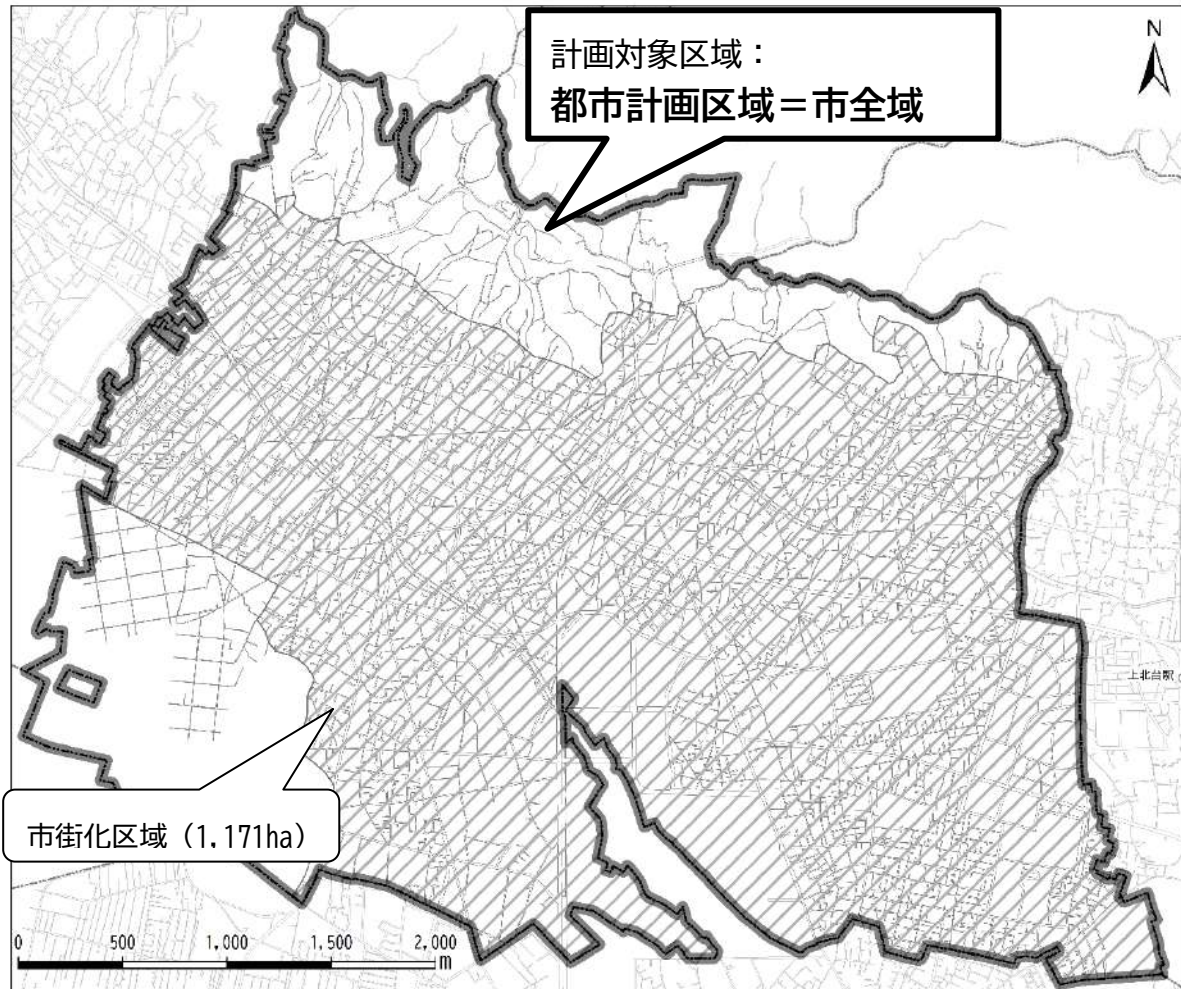 計画対象区域：
都市計画区域＝市全域
N
上北台駅
市街化区域（1,171ha）
0 500 1,000 1,500 2,000
m